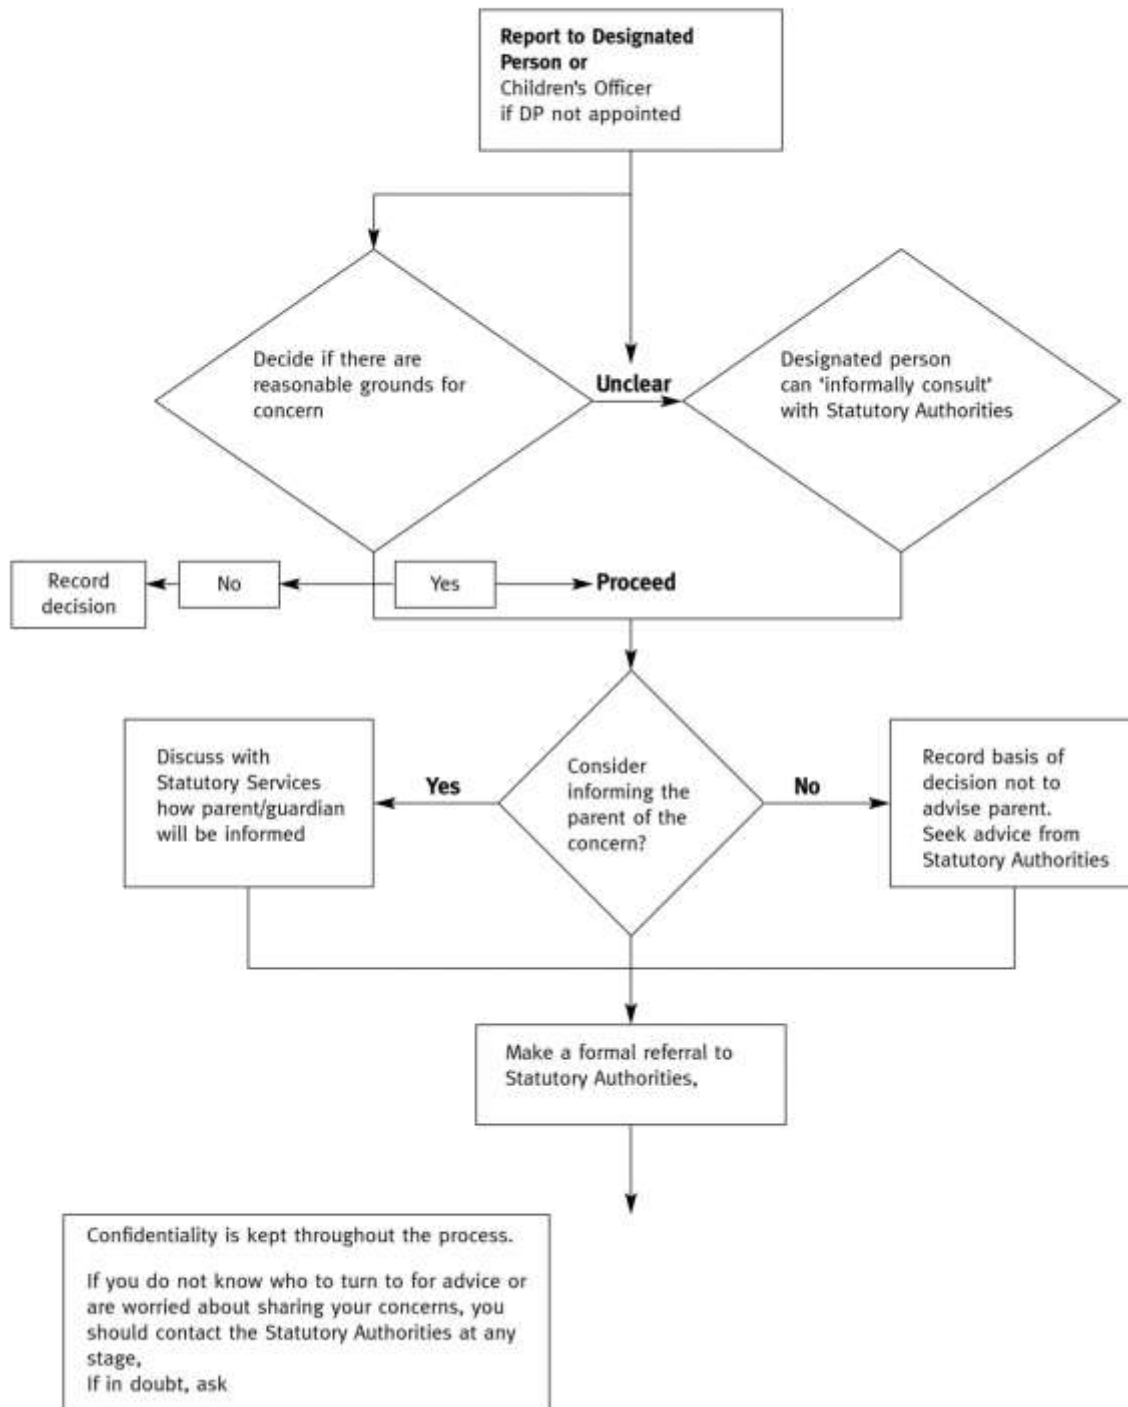 Report to Designated
Person or
Children's Officer
if DP not appointed
Decide if there are
reasonable grounds for
concern
Unclear
Designated person
can 'informally consult'
with Statutory Authorities
Record
decision
No
Yes
Proceed
Discuss with
Statutory Services
how parent/guardian
will be informed
Yes
Consider
informing the
parent of the
concern?
No
Record basis of
decision not to
advise parent.
Seek advice from
Statutory Authorities
Make a formal referral to
Statutory Authorities,
Confidentiality is kept throughout the process.
If you do not know who to turn to for advice or
are worried about sharing your concerns, you
should contact the Statutory Authorities at any
stage,
If in doubt, ask